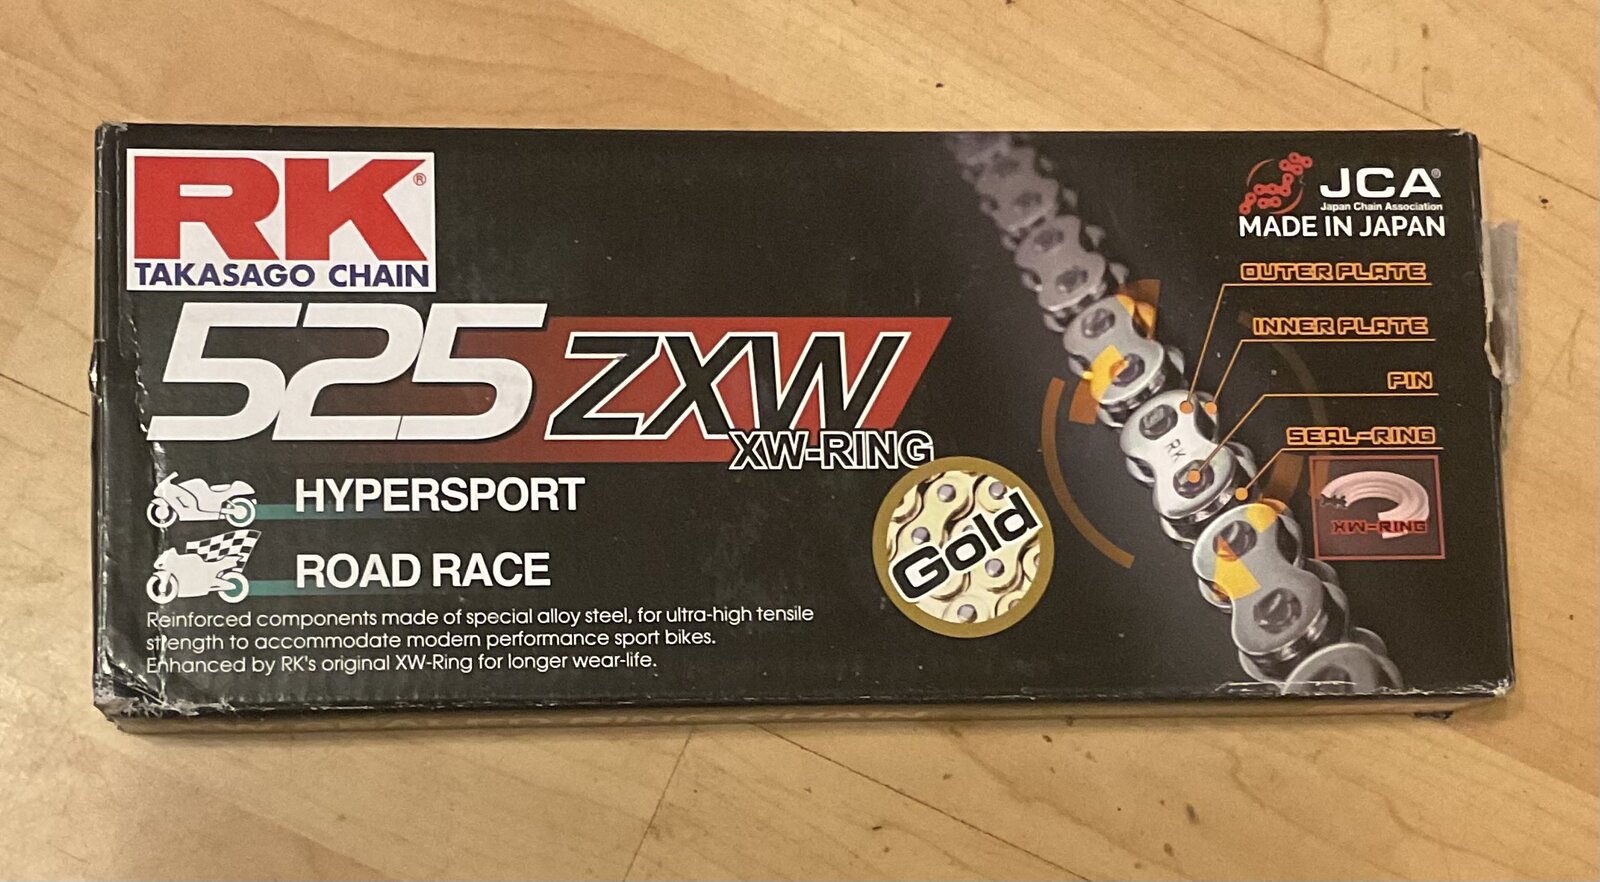 RK®
TAKASAGO CHAIN
525 ZXW
XW-RING
HYPERSPORT
ROAD RACE
Reinforced components made of special alloy steel, for ultra-high tensile
strength to accommodate modern performance sport bikes.
Enhanced by RK's original XW-Ring for longer wear-life.
Gold
JCA®
Japan Chain Association
MADE IN JAPAN
OUTER PLATE
INNER PLATE
PIN
SEAL-RING
XW-RING
RK